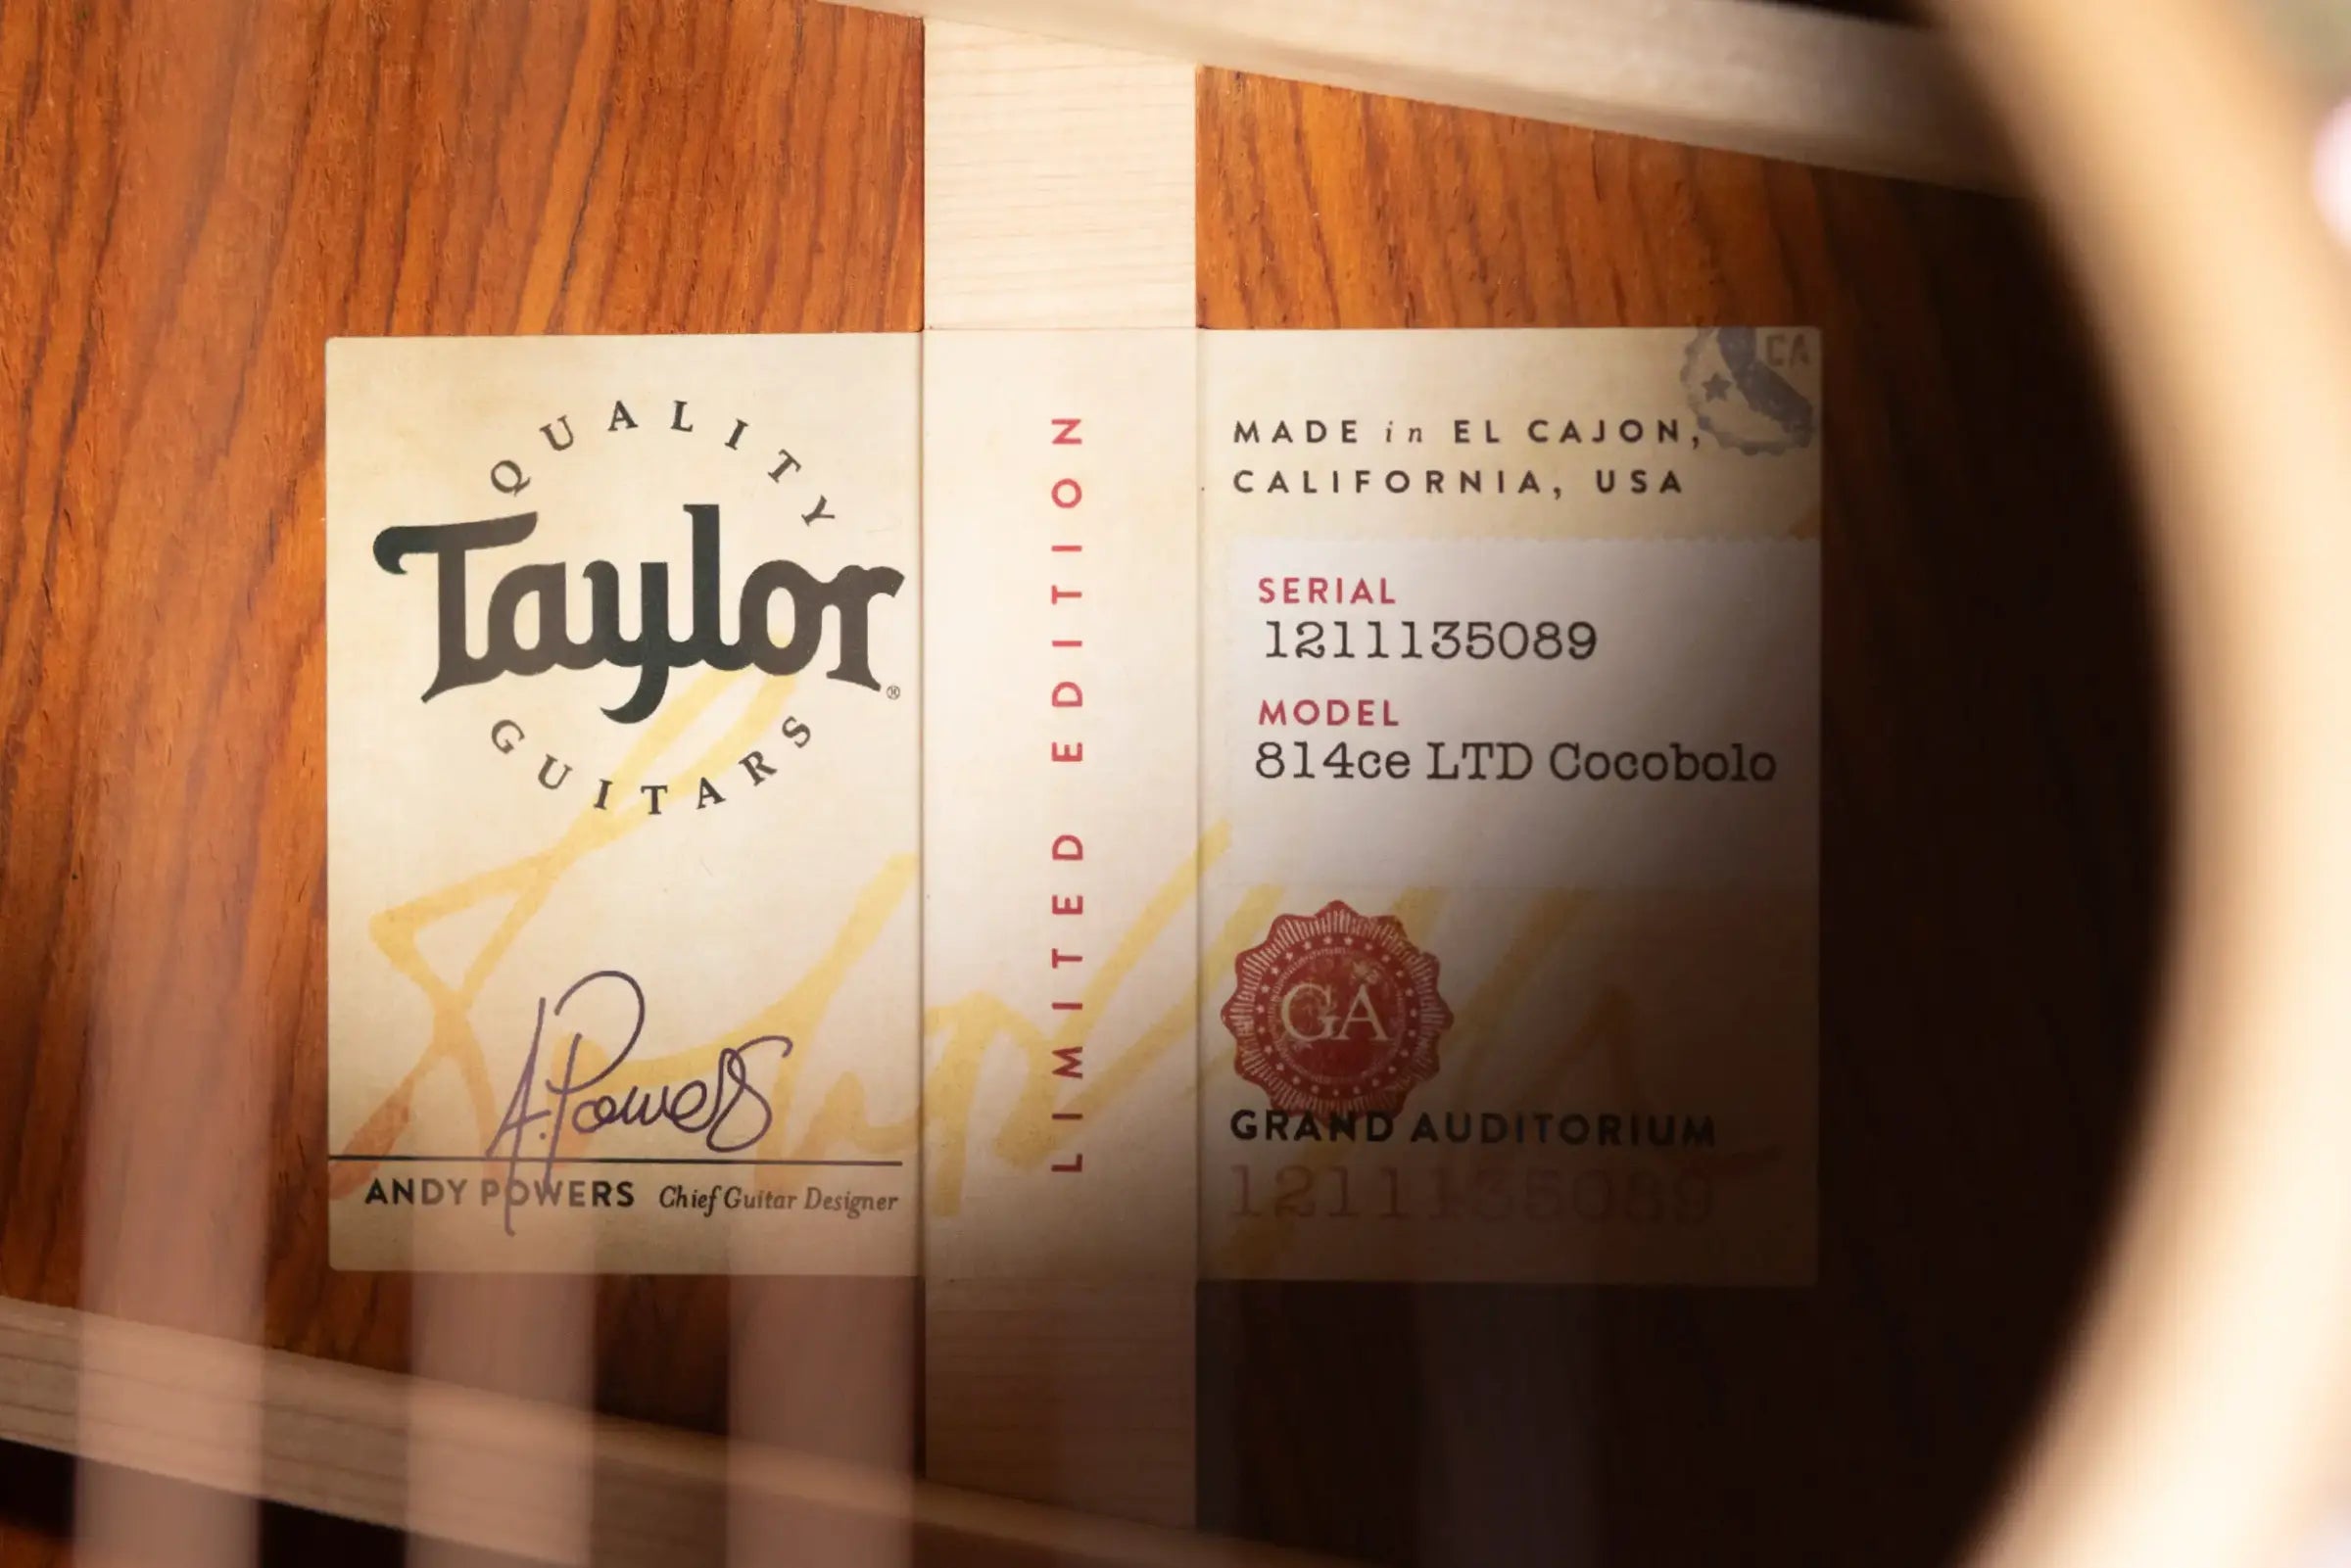 QUALITY
Taylor®
GUITARS
A. Powers
ANDY POWERS Chief Guitar Designer
LIMITED EDITION
CA
MADE in EL CAJON,
CALIFORNIA, USA
SERIAL
1211135089
MODEL
814ce LTD Cocobolo
GA
GRAND AUDITORIUM
1211135089